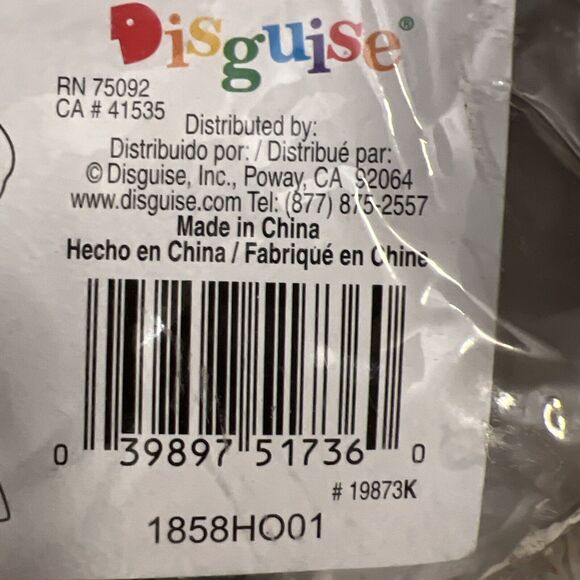 Disguise®
RN 75092
CA # 41535
Distributed by:
Distribuido por: / Distribué par:
© Disguise, Inc., Poway, CA 92064
www.disguise.com Tel: (877) 875-2557
Made in China
Hecho en China / Fabriqué en Chine
0 39897 51736 0
# 19873K
1858HO01